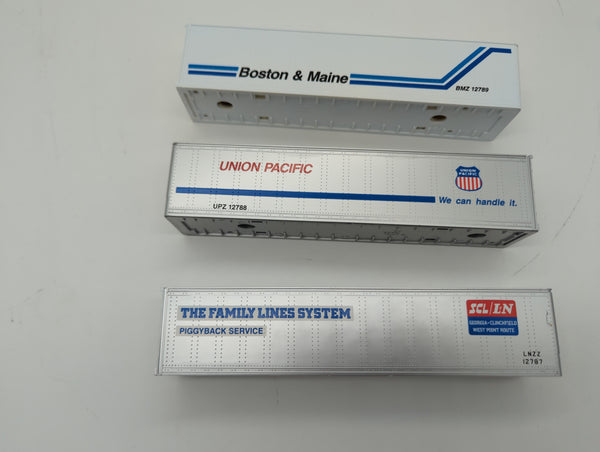 Boston & Maine
BMZ 12789
UNION PACIFIC
UNION PACIFIC
UPZ 12788
We can handle it.
THE FAMILY LINES SYSTEM
PIGGYBACK SERVICE
SCL/L&N
GEORGIA-CLINCHFIELD
WEST POINT ROUTE
LNZZ
12787